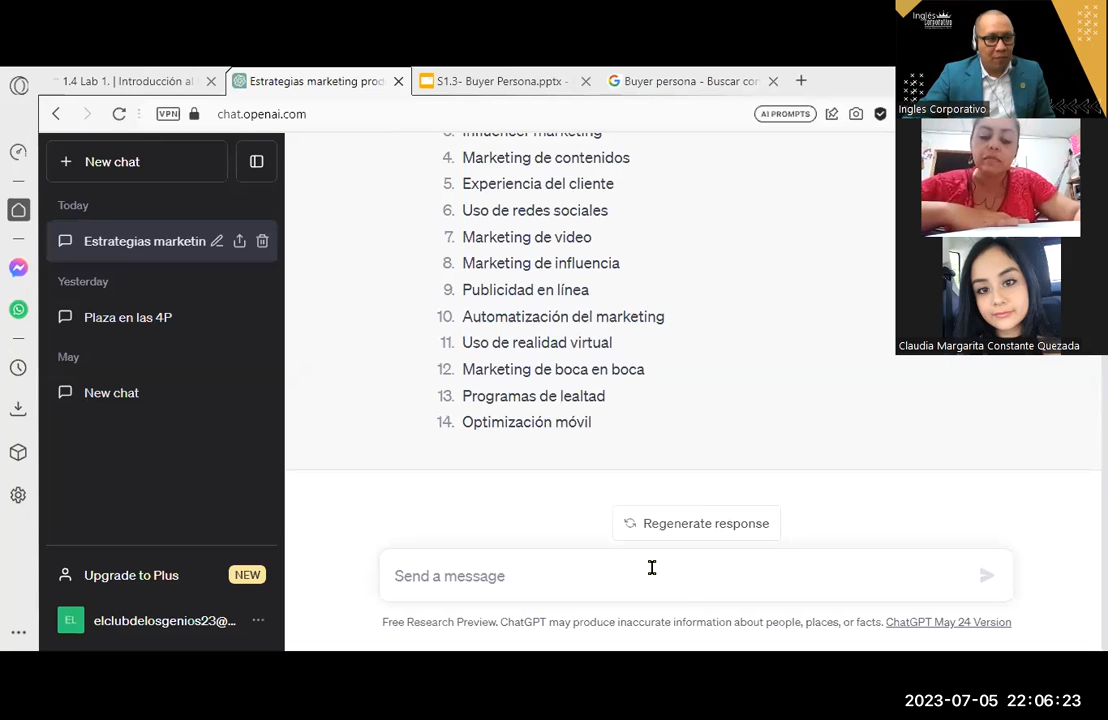 Inglés
Corporativo
Ingles Corporativo
1.4 Lab 1. | Introducción al
Estrategias marketing prod
S1.3- Buyer Persona.pptx -
Buyer persona - Buscar con
VPN
chat.openai.com
AI PROMPTS
New chat
Today
Estrategias marketin
Yesterday
Plaza en las 4P
May
New chat
Upgrade to Plus
NEW
EL
elclubdelosgenios23@...
3. Influencer marketing
4. Marketing de contenidos
5. Experiencia del cliente
6. Uso de redes sociales
7. Marketing de video
8. Marketing de influencia
9. Publicidad en línea
10. Automatización del marketing
11. Uso de realidad virtual
12. Marketing de boca en boca
13. Programas de lealtad
14. Optimización móvil
Regenerate response
Send a message
Free Research Preview. ChatGPT may produce inaccurate information about people, places, or facts. ChatGPT May 24 Version
Claudia Margarita Constante Quezada
2023-07-05 22:06:23